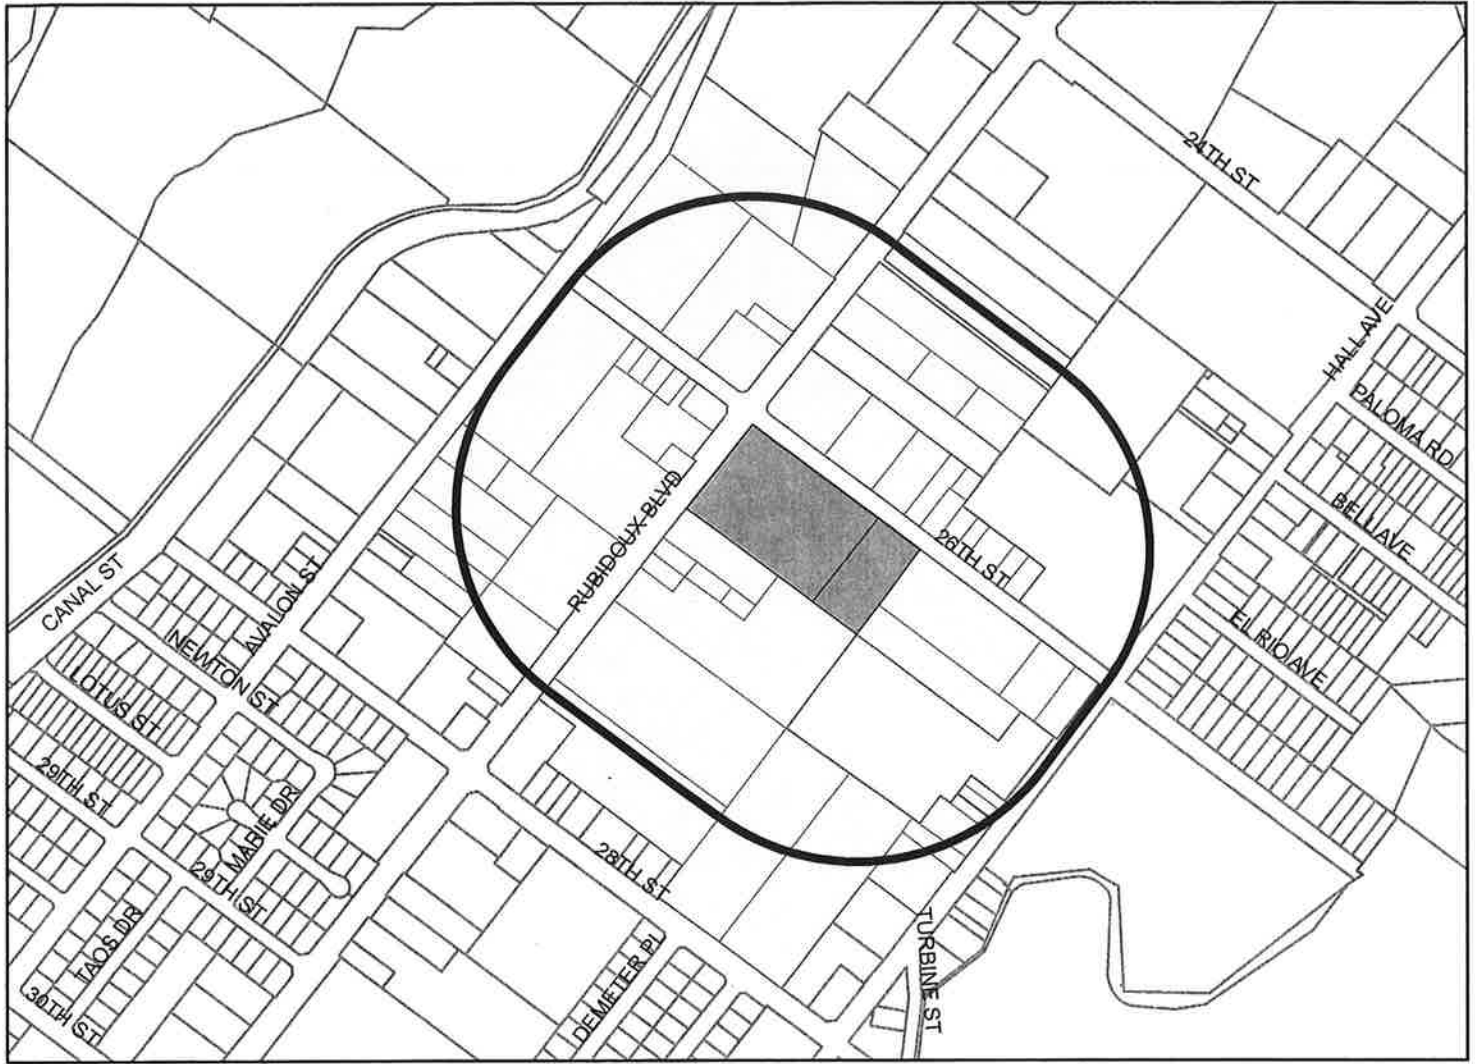 24TH ST
HALL AVE
PALOMA RD
BELL AVE
26TH ST
RUBIDOUX BLVD
EL RIO AVE
CANAL ST
AVALON ST
NEWTON ST
LOTUS ST
29TH ST
MARIE DR
29TH ST
28TH ST
TAOS DR
TURBINE ST
DEMETER PL
30TH ST